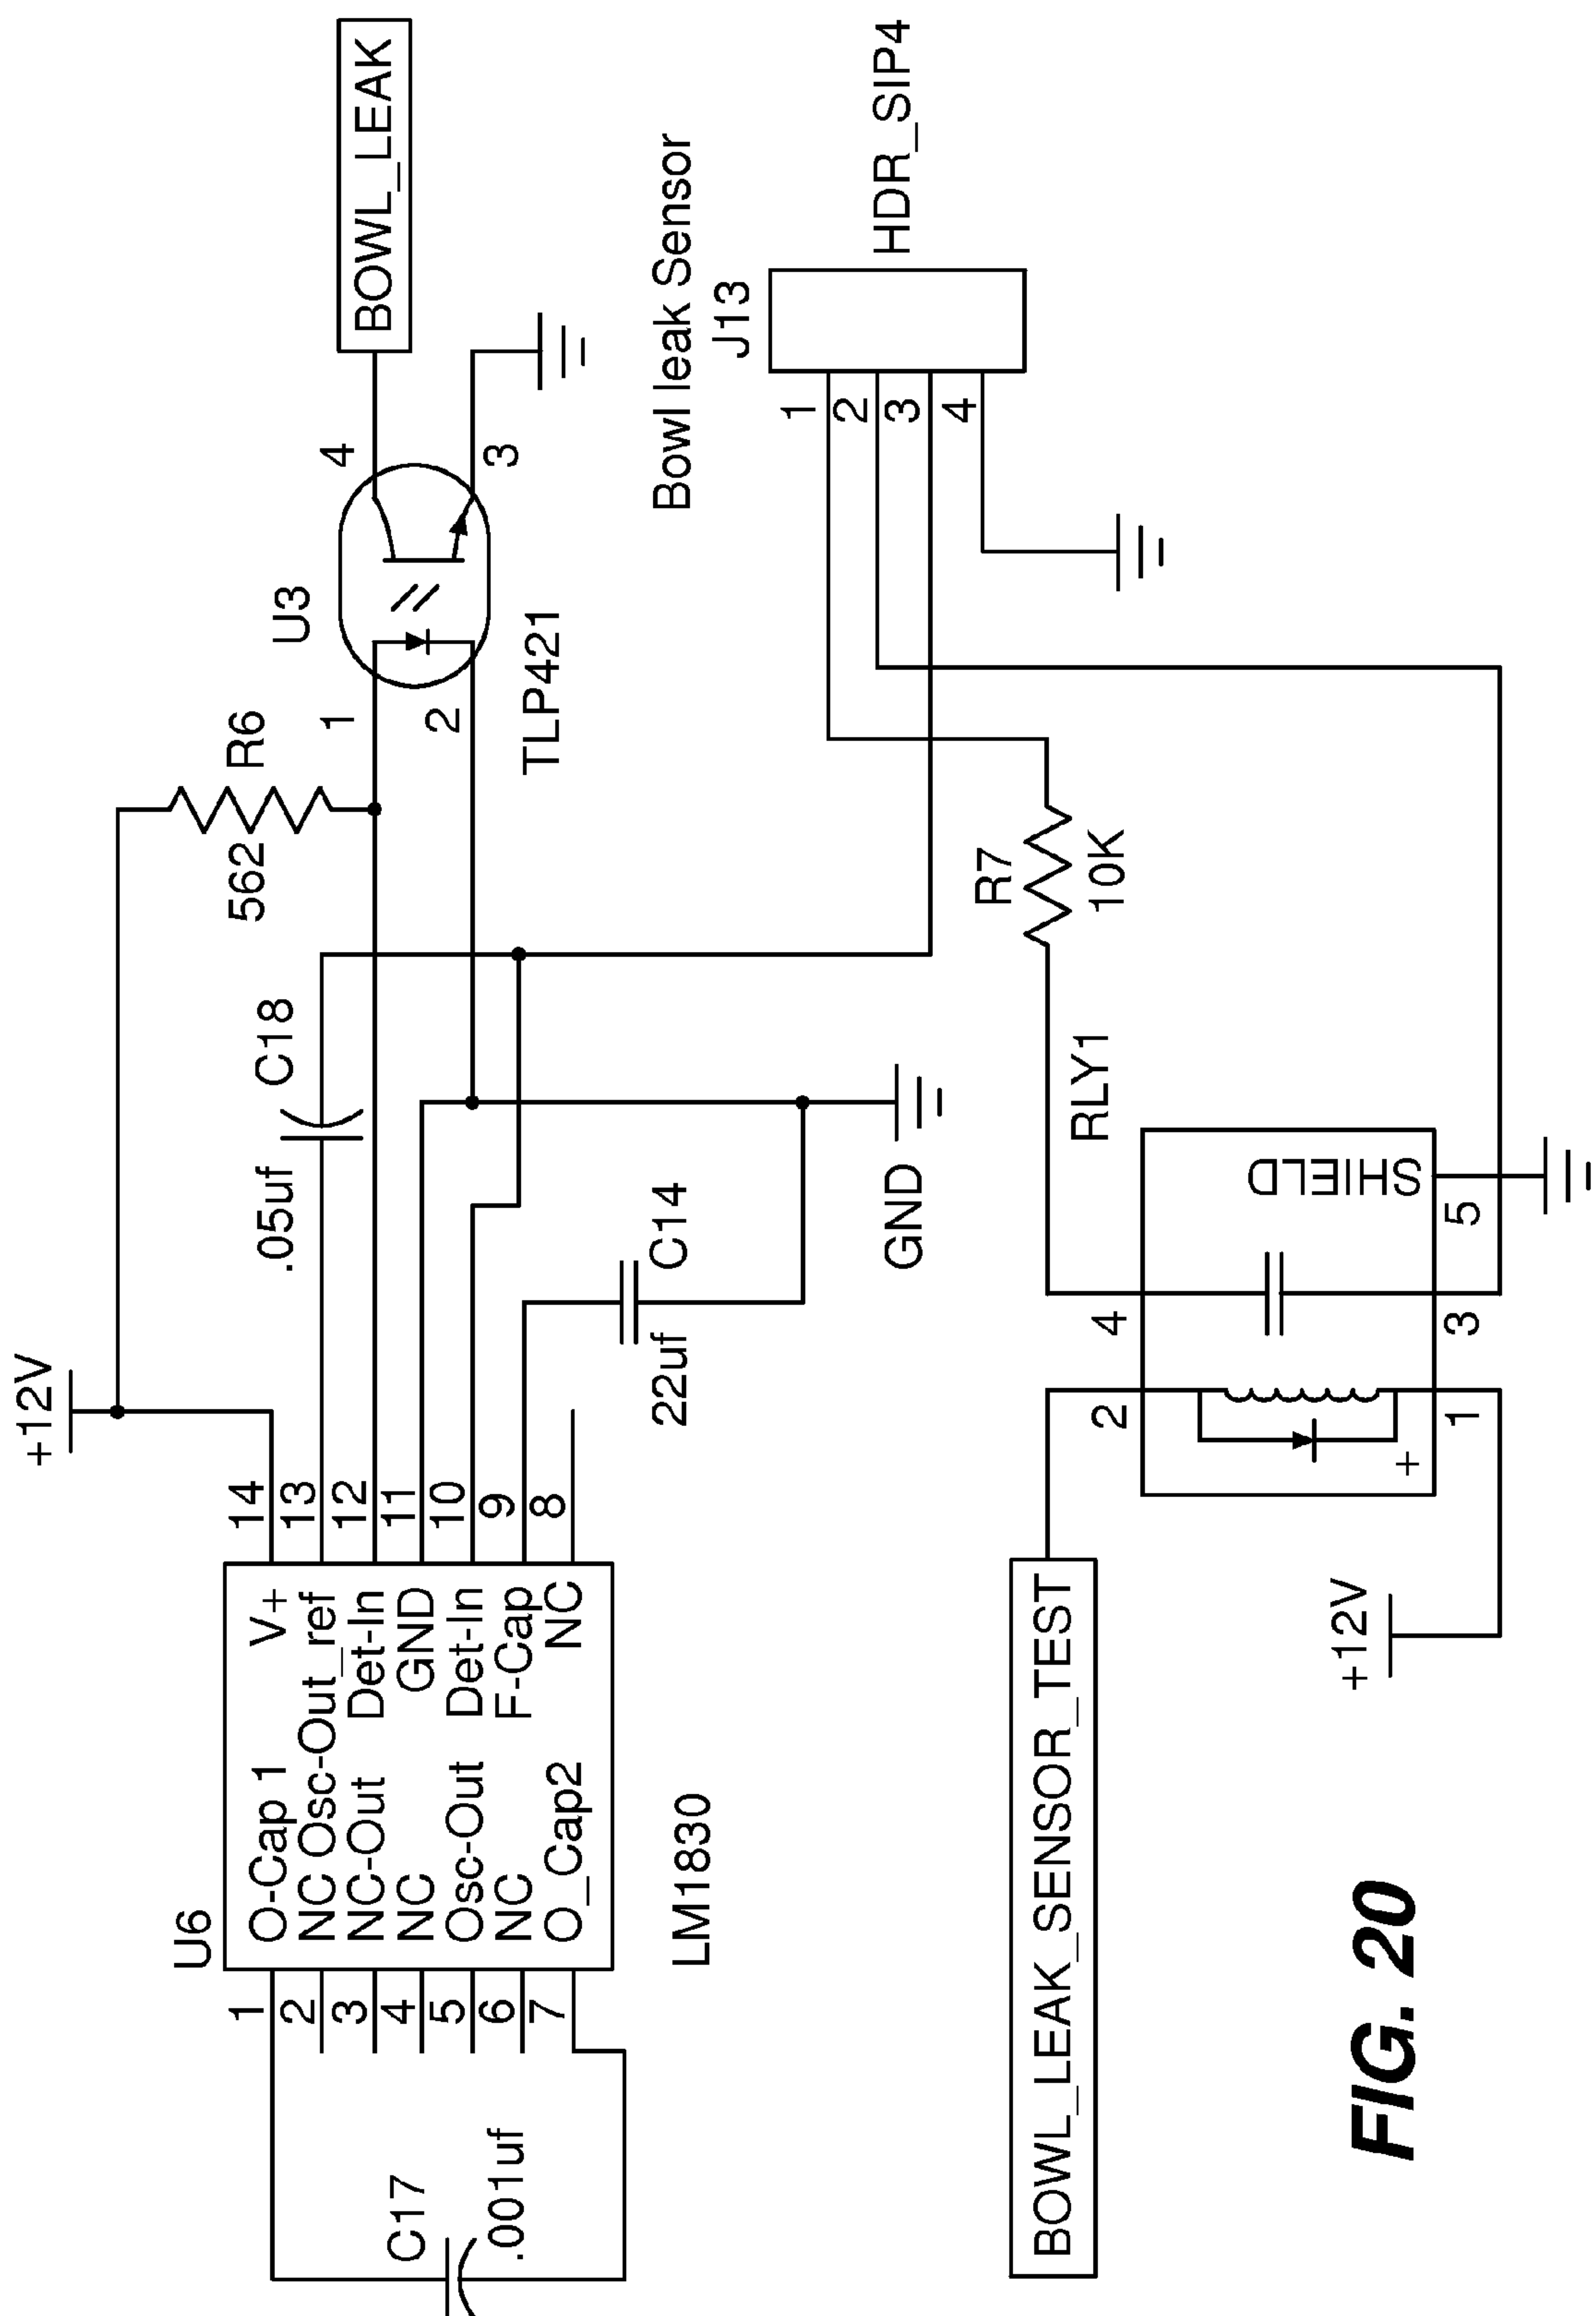 +12V
U6
1
2
3
4
5
6
7
O-Cap 1
V+
NC
Osc-Out_ref
NC-Out
Det-In
NC
GND
Osc-Out
Det-In
NC
F-Cap
O_Cap2
NC
14
13
12
11
10
9
8
LM1830
C17
.001uf
.05uf
C18
562
R6
U3
1
2
4
3
TLP421
BOWL_LEAK
22uf
C14
GND
Bowl leak Sensor
J13
HDR_SIP4
1
2
3
4
R7
10K
RLY1
BOWL_LEAK_SENSOR_TEST
2
4
SHIELD
+
1
3
5
+12V
FIG. 20